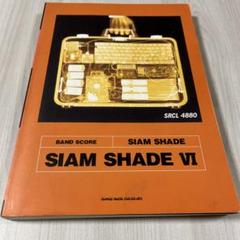 SRCL 4880
BAND SCORE
SIAM SHADE
SIAM SHADE VI